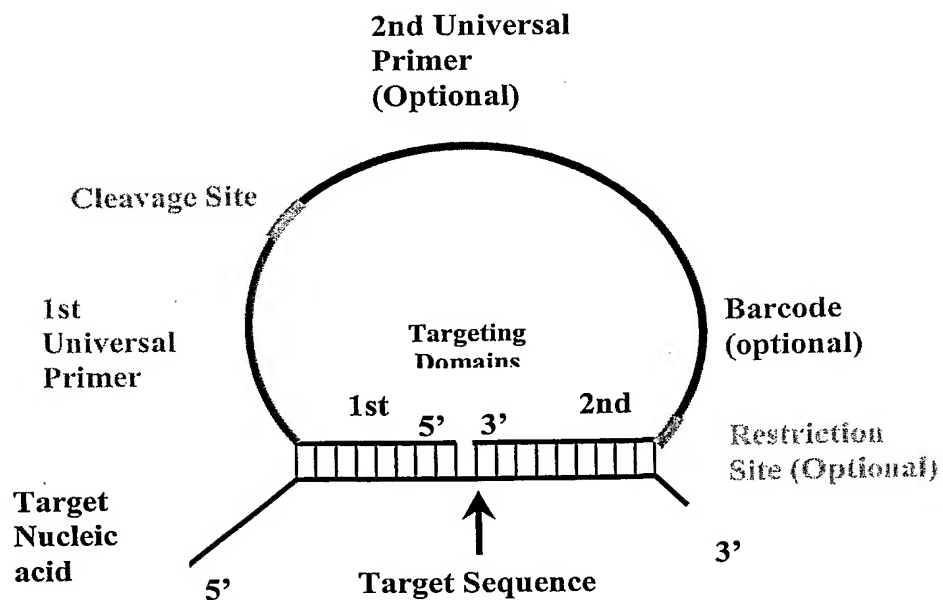 2nd Universal
Primer
(Optional)
Cleavage Site
1st
Universal
Primer
Targeting
Domains
Barcode
(optional)
1st
5’
3’
2nd
Restriction
Site (Optional)
Target
Nucleic
acid
5’
Target Sequence
3’